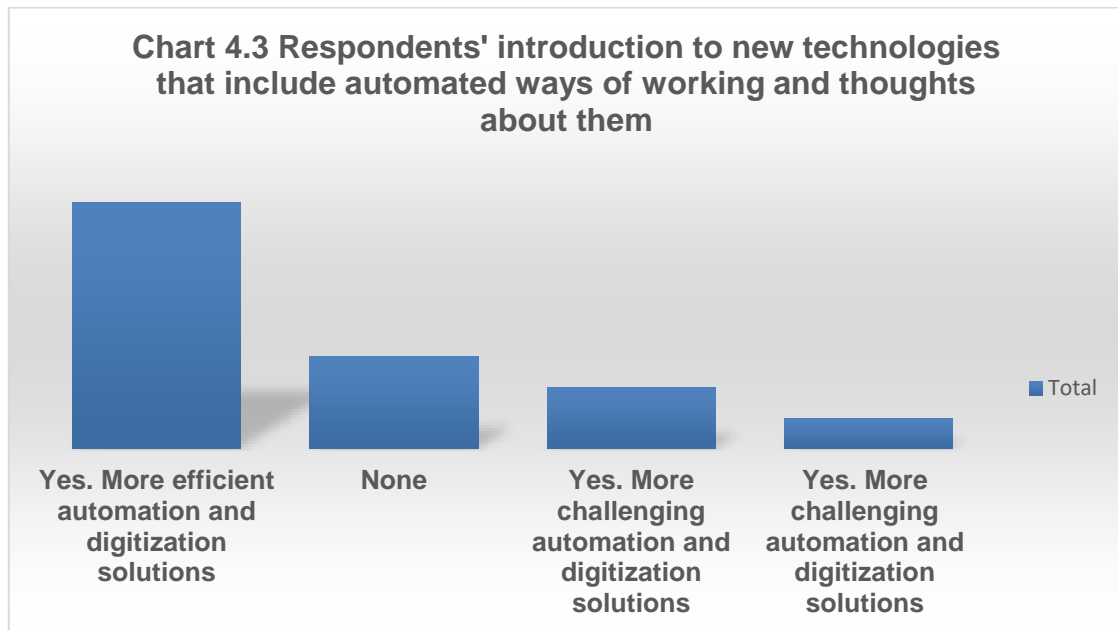 Chart 4.3 Respondents' introduction to new technologies
that include automated ways of working and thoughts
about them
Total
Yes. More efficient
automation and
digitization
solutions
None
Yes. More
challenging
automation and
digitization
solutions
Yes. More
challenging
automation and
digitization
solutions